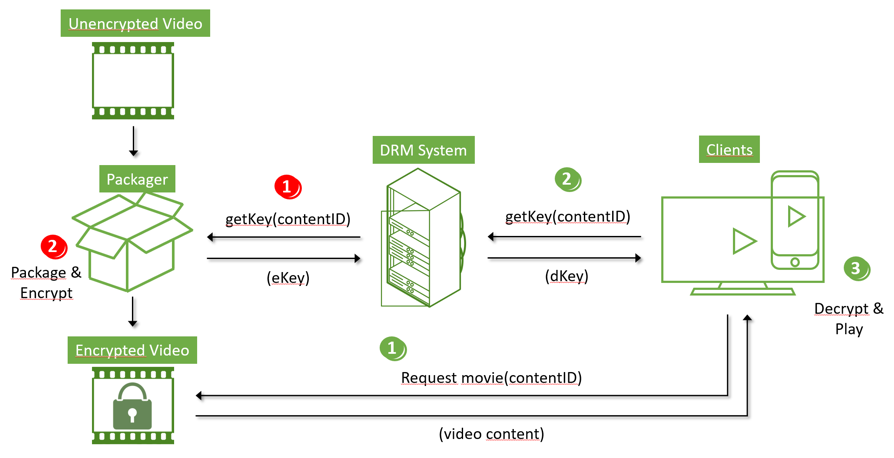 Unencrypted Video
Packager
DRM System
Clients
1
getKey(contentID)
(eKey)
2
getKey(contentID)
(dKey)
2
Package &
Encrypt
3
Decrypt &
Play
Encrypted Video
1
Request movie(contentID)
(video content)